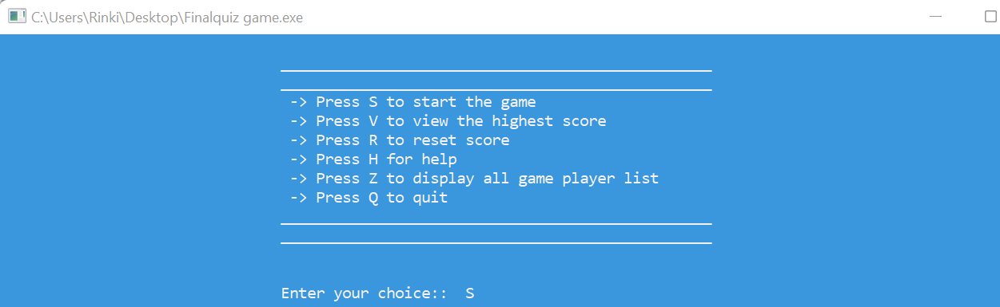 C:\Users\Rinki\Desktop\Finalquiz game.exe
-> Press S to start the game
-> Press V to view the highest score
-> Press R to reset score
-> Press H for help
-> Press Z to display all game player list
-> Press Q to quit
Enter your choice::  S